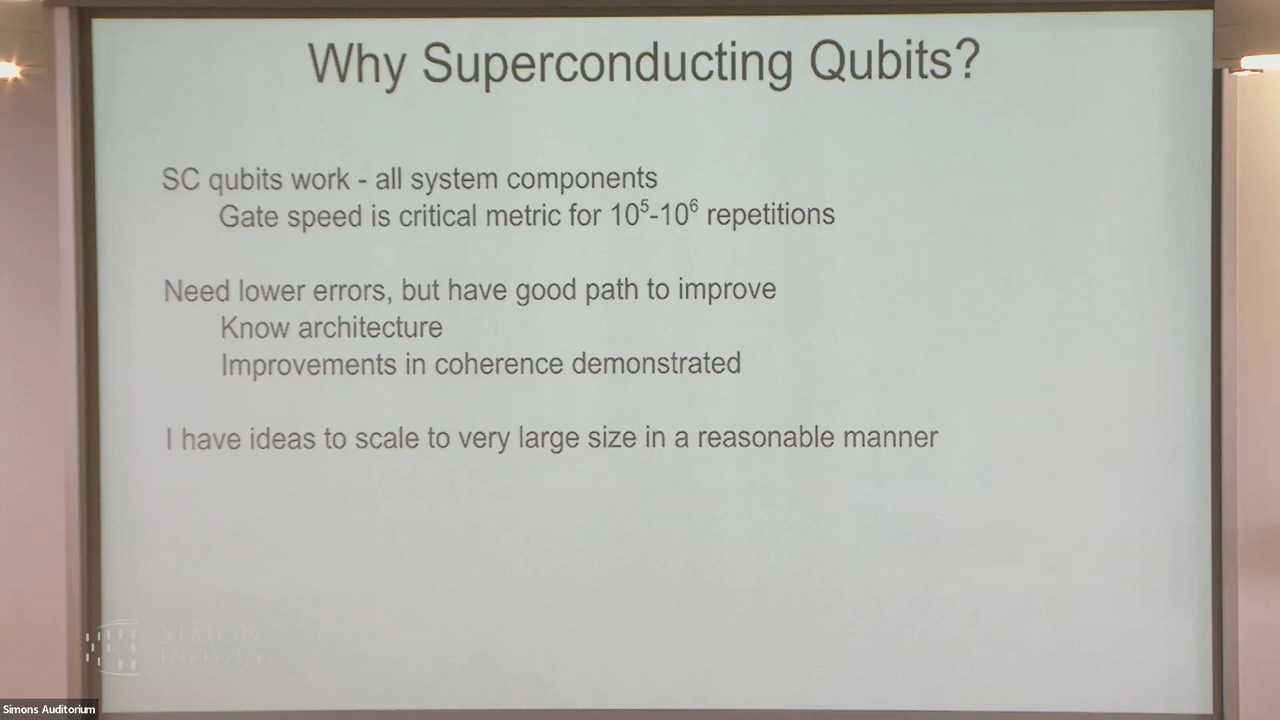 Why Superconducting Qubits?
SC qubits work - all system components
Gate speed is critical metric for 10⁵-10⁶ repetitions
Need lower errors, but have good path to improve
Know architecture
Improvements in coherence demonstrated
I have ideas to scale to very large size in a reasonable manner
SIMONS
INSTITUTE
Simons Auditorium